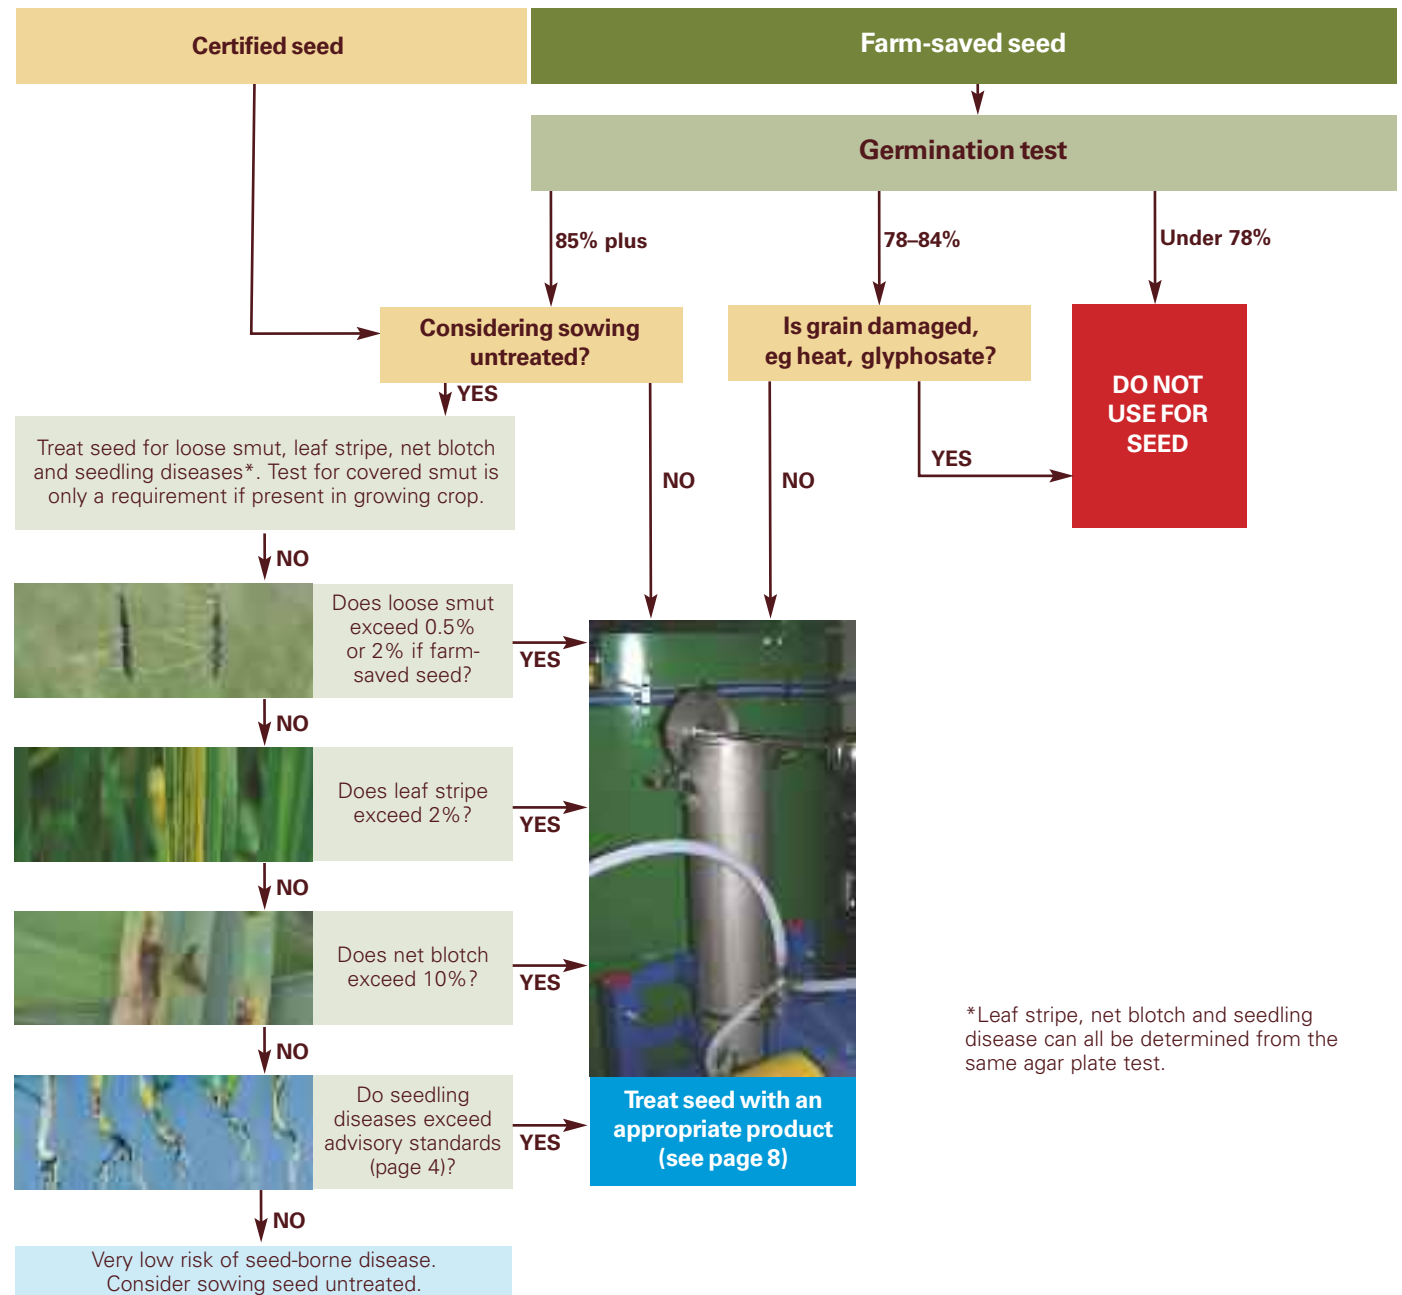 Certified seed
Farm-saved seed
Germination test
85% plus
78–84%
Under 78%
Considering sowing
untreated?
Is grain damaged,
eg heat, glyphosate?
DO NOT
USE FOR
SEED
YES
NO
NO
YES
Treat seed for loose smut, leaf stripe, net blotch
and seedling diseases*. Test for covered smut is
only a requirement if present in growing crop.
NO
Does loose smut
exceed 0.5%
or 2% if farm-
saved seed?
YES
NO
Does leaf stripe
exceed 2%?
YES
NO
Does net blotch
exceed 10%?
YES
NO
Do seedling
diseases exceed
advisory standards
(page 4)?
YES
Treat seed with an
appropriate product
(see page 8)
*Leaf stripe, net blotch and seedling
disease can all be determined from the
same agar plate test.
NO
Very low risk of seed-borne disease.
Consider sowing seed untreated.